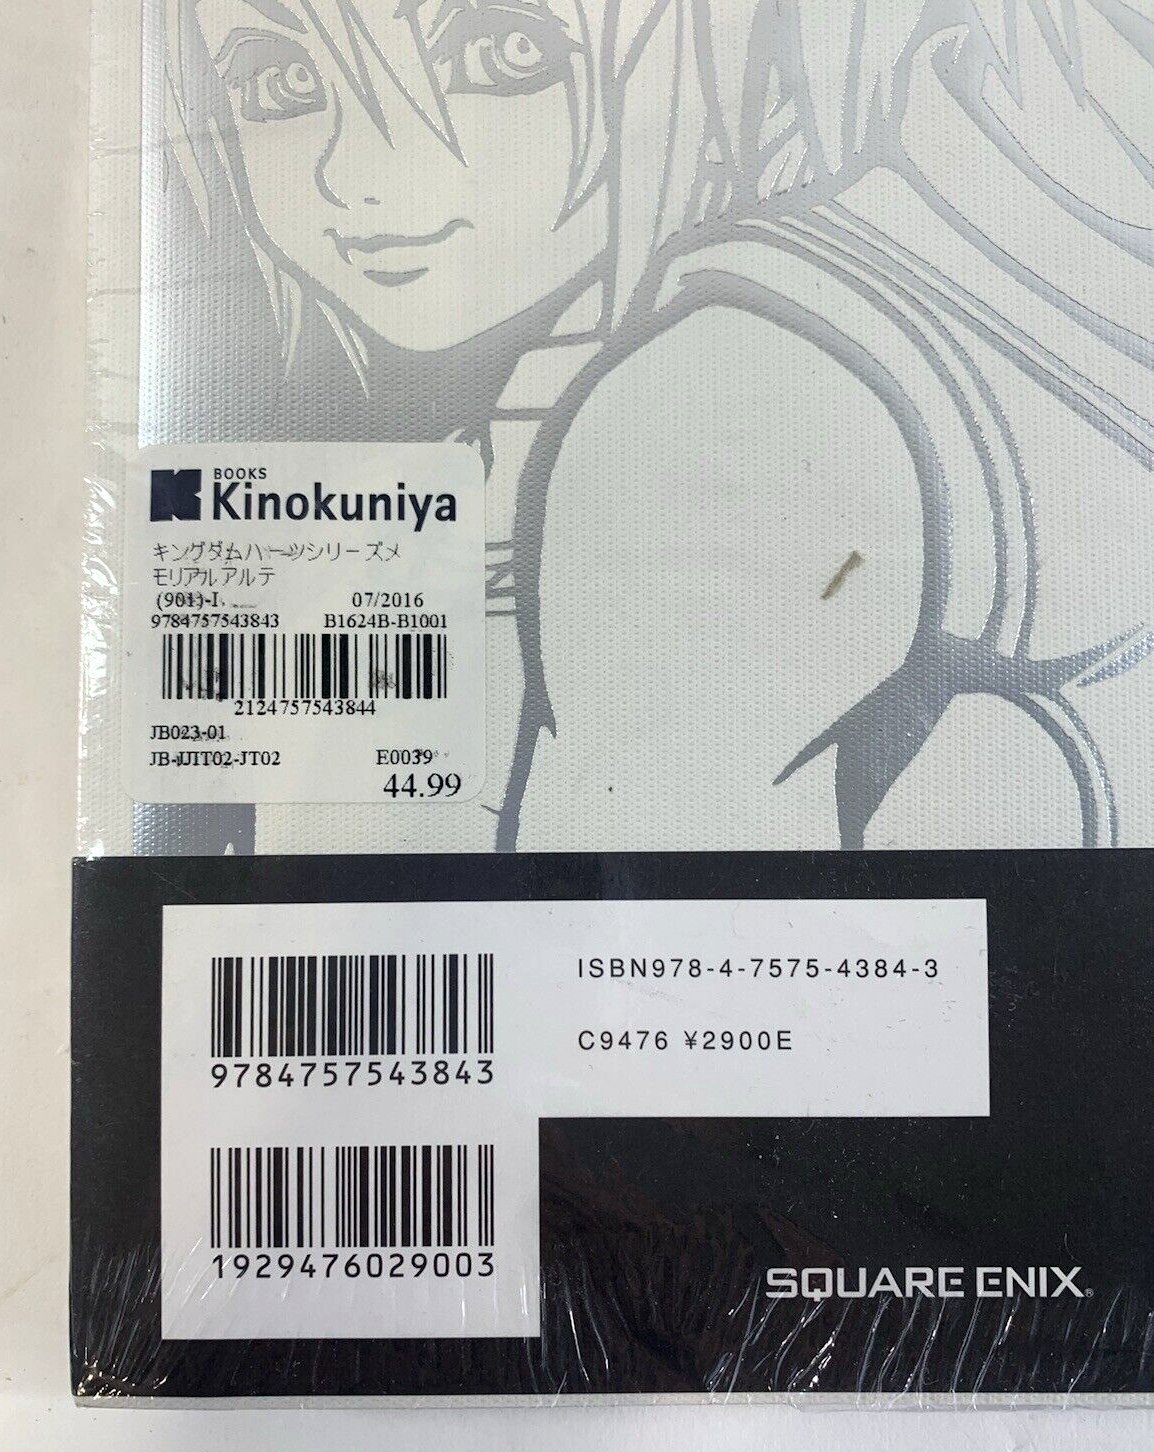 BOOKS
Kinokuniya
キングダムハーツシリーズメ
モリアルアルテ
(901)-I. 07/2016
9784757543843 B1624B-B1001
2124757543844
JB023-01
JB-JJIT02-JT02 E0039
44.99
ISBN978-4-7575-4384-3
C9476 ¥2900E
9784757543843
1929476029003
SQUARE ENIX®